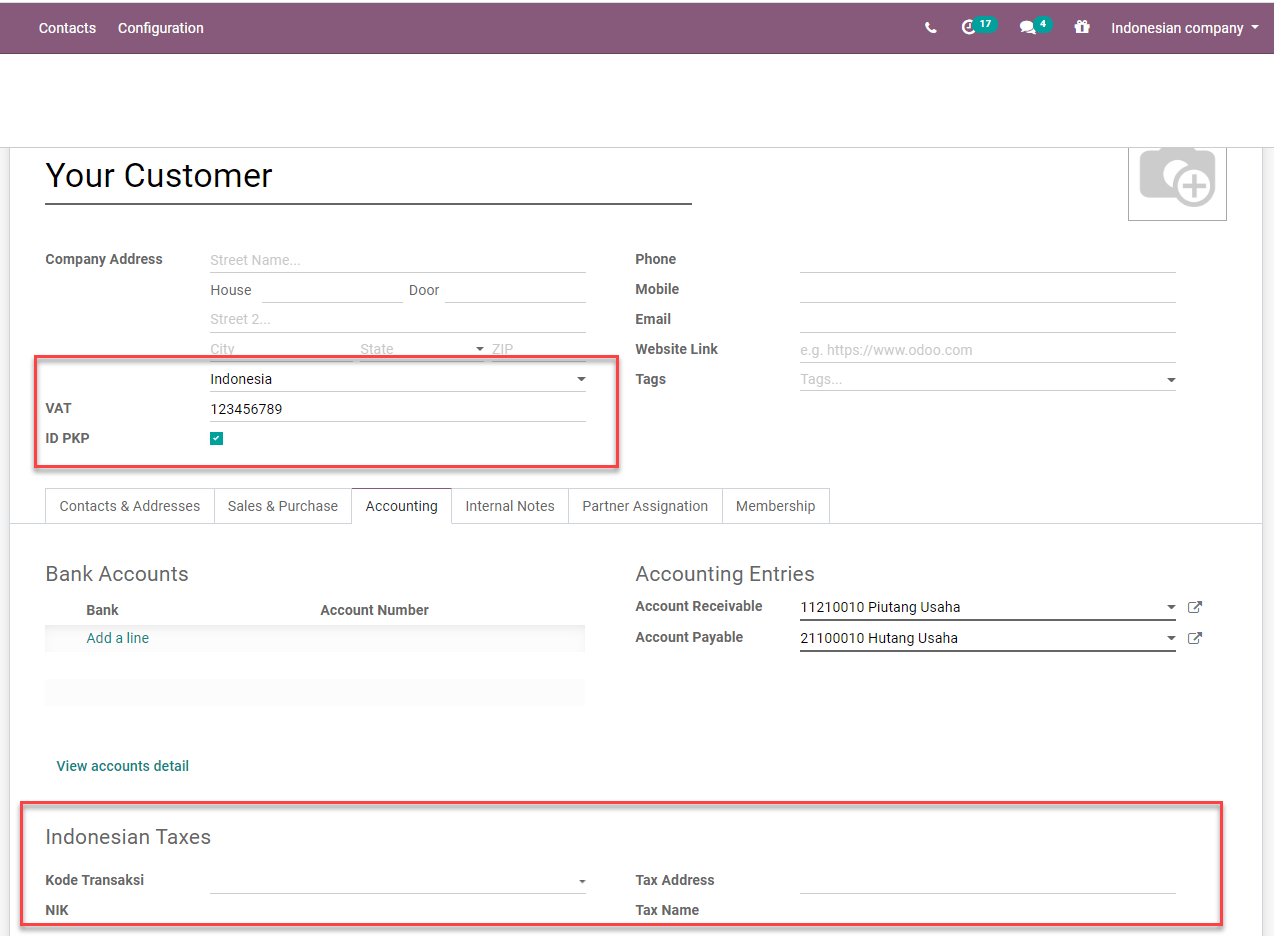 Contacts Configuration 17 4 Indonesian company
Your Customer
Company Address Street Name... Phone
House Door Mobile
Street 2... Email
City State ZIP Website Link e.g. https://www.odoo.com
Indonesia Tags Tags...
VAT 123456789
ID PKP
Contacts & Addresses Sales & Purchase Accounting Internal Notes Partner Assignation Membership
Bank Accounts Accounting Entries
Bank Account Number Account Receivable 11210010 Piutang Usaha
Add a line Account Payable 21100010 Hutang Usaha
View accounts detail
Indonesian Taxes
Kode Transaksi Tax Address
NIK Tax Name